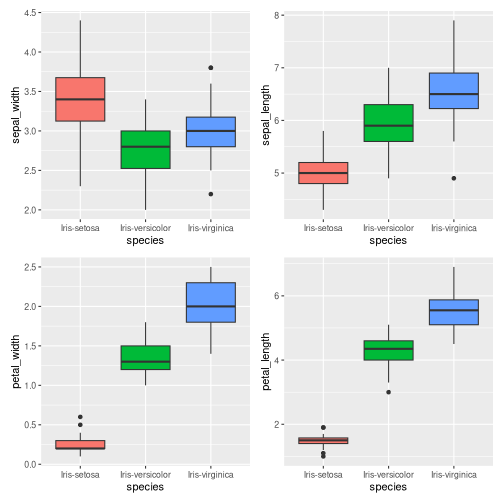 sepal_width
4.5
4.0
3.5
3.0
2.5
2.0
Iris-setosa Iris-versicolor Iris-virginica
species
sepal_length
8
7
6
5
Iris-setosa Iris-versicolor Iris-virginica
species
petal_width
2.5
2.0
1.5
1.0
0.5
0.0
Iris-setosa Iris-versicolor Iris-virginica
species
petal_length
6
4
2
Iris-setosa Iris-versicolor Iris-virginica
species